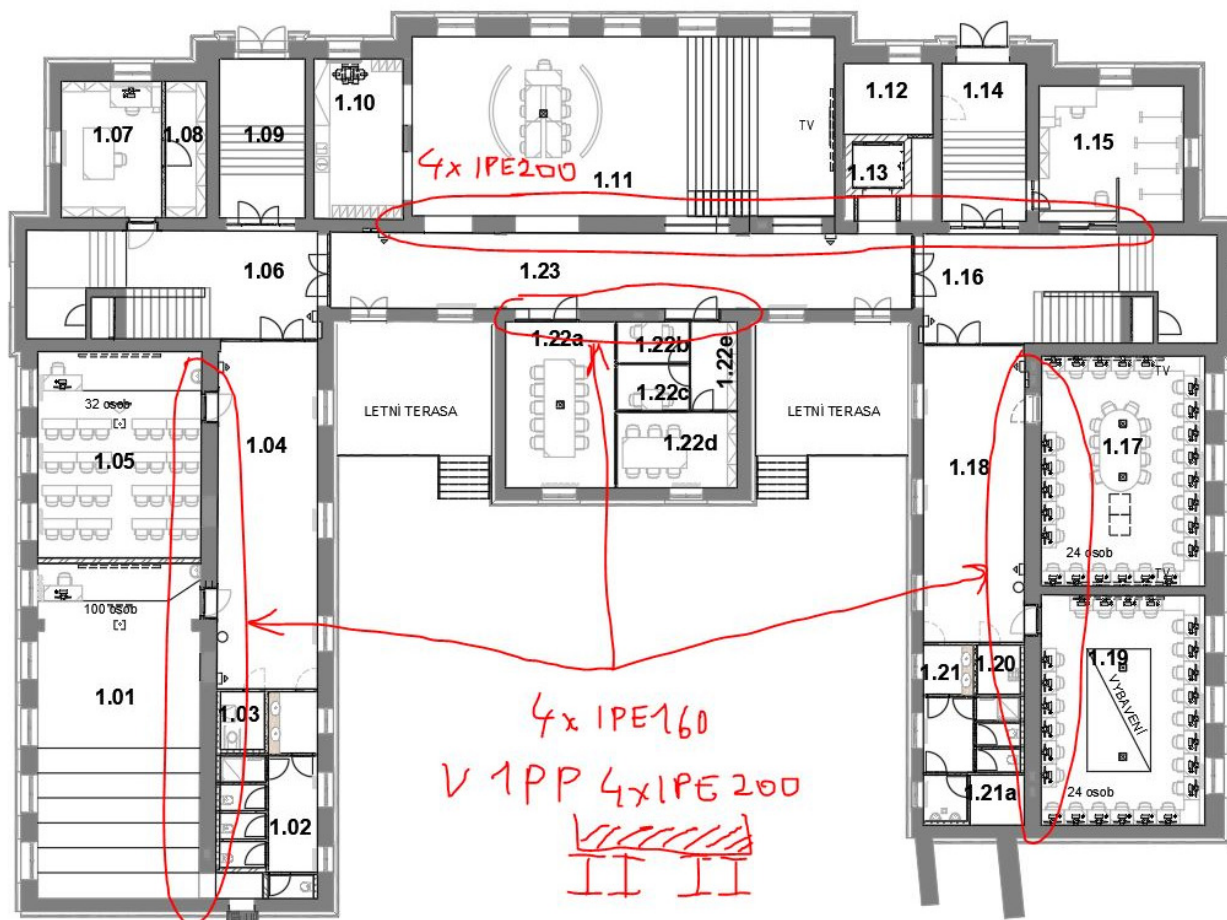 1.07
1.08
1.09
1.10
TV
1.12
1.14
1.15
4x IPE200
1.11
1.13
1.06
1.23
1.16
1.22a
1.22b
1.22c
1.22e
1.22d
32 osob
1.05
1.04
LETNÍ TERASA
LETNÍ TERASA
1.18
TV
1.17
24 osob
TV
100 osob
1.01
1.03
1.02
1.21
1.20
1.19
VYBAVENÍ
1.21a
24 osob
4x IPE160
V 1PP 4xIPE 200